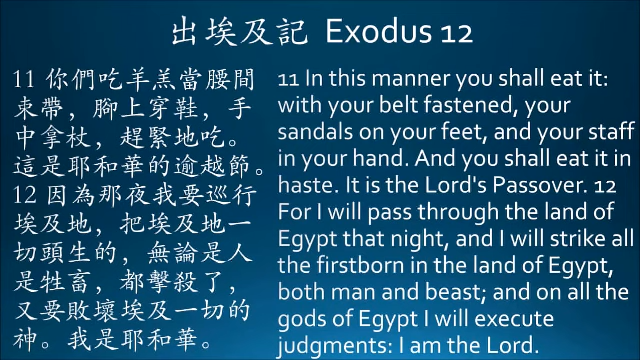 出埃及記 Exodus 12
11 你們吃羊羔當腰間
束帶，腳上穿鞋，手
中拿杖，趕緊地吃。
這是耶和華的逾越節。
12 因為那夜我要巡行
埃及地，把埃及地一
切頭生的，無論是人
是牲畜，都擊殺了，
又要敗壞埃及一切的
神。我是耶和華。
11 In this manner you shall eat it:
with your belt fastened, your
sandals on your feet, and your staff
in your hand. And you shall eat it in
haste. It is the Lord's Passover. 12
For I will pass through the land of
Egypt that night, and I will strike all
the firstborn in the land of Egypt,
both man and beast; and on all the
gods of Egypt I will execute
judgments: I am the Lord.